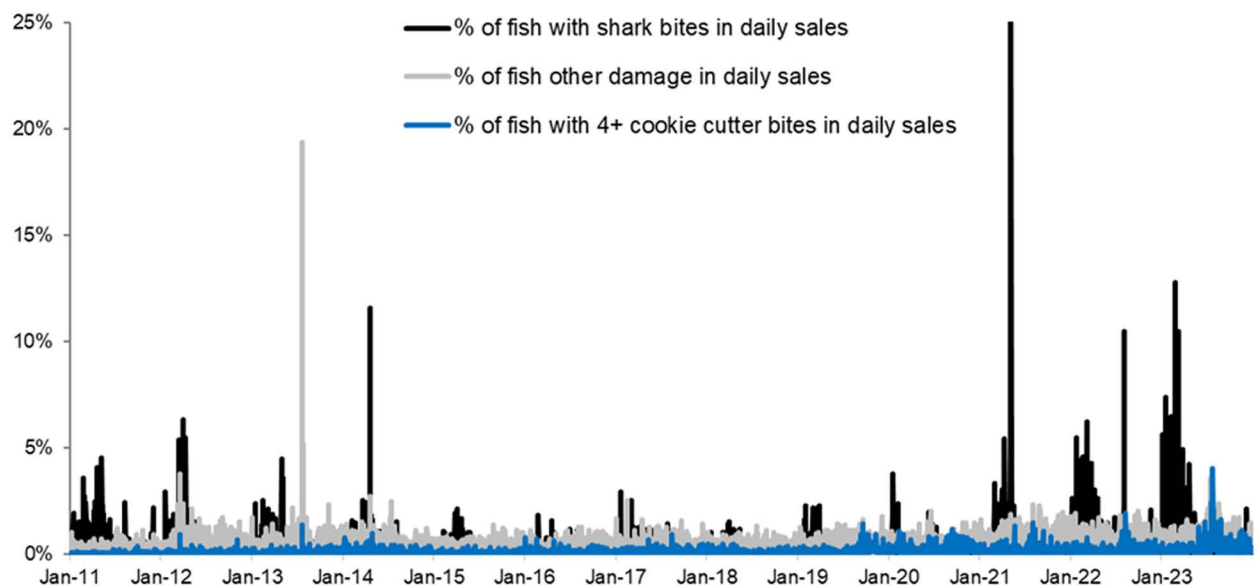 25%
% of fish with shark bites in daily sales
% of fish other damage in daily sales
20%
% of fish with 4+ cookie cutter bites in daily sales
15%
10%
5%
0%
Jan-11 Jan-12 Jan-13 Jan-14 Jan-15 Jan-16 Jan-17 Jan-18 Jan-19 Jan-20 Jan-21 Jan-22 Jan-23